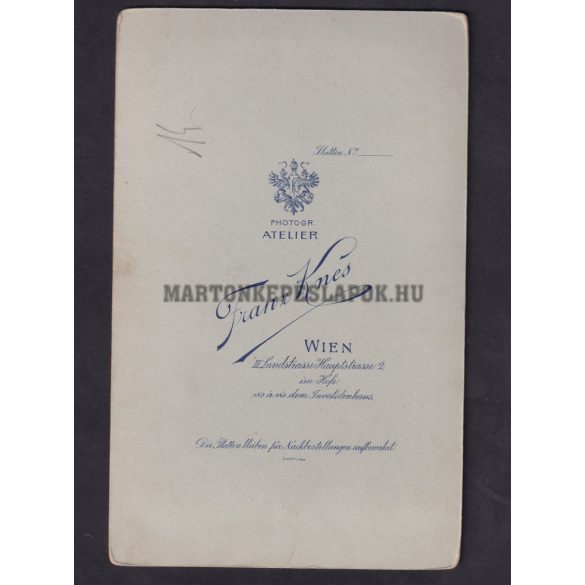 Platten Nº
PHOTOGR.
ATELIER
Franz Knes
MARTONKEPESLAPOK.HU
WIEN
III. Landstrasse Hauptstrasse 2.
im Hofe
vis à vis dem Invalidenhaus.
Die Platten bleiben für Nachbestellungen aufbewahrt.